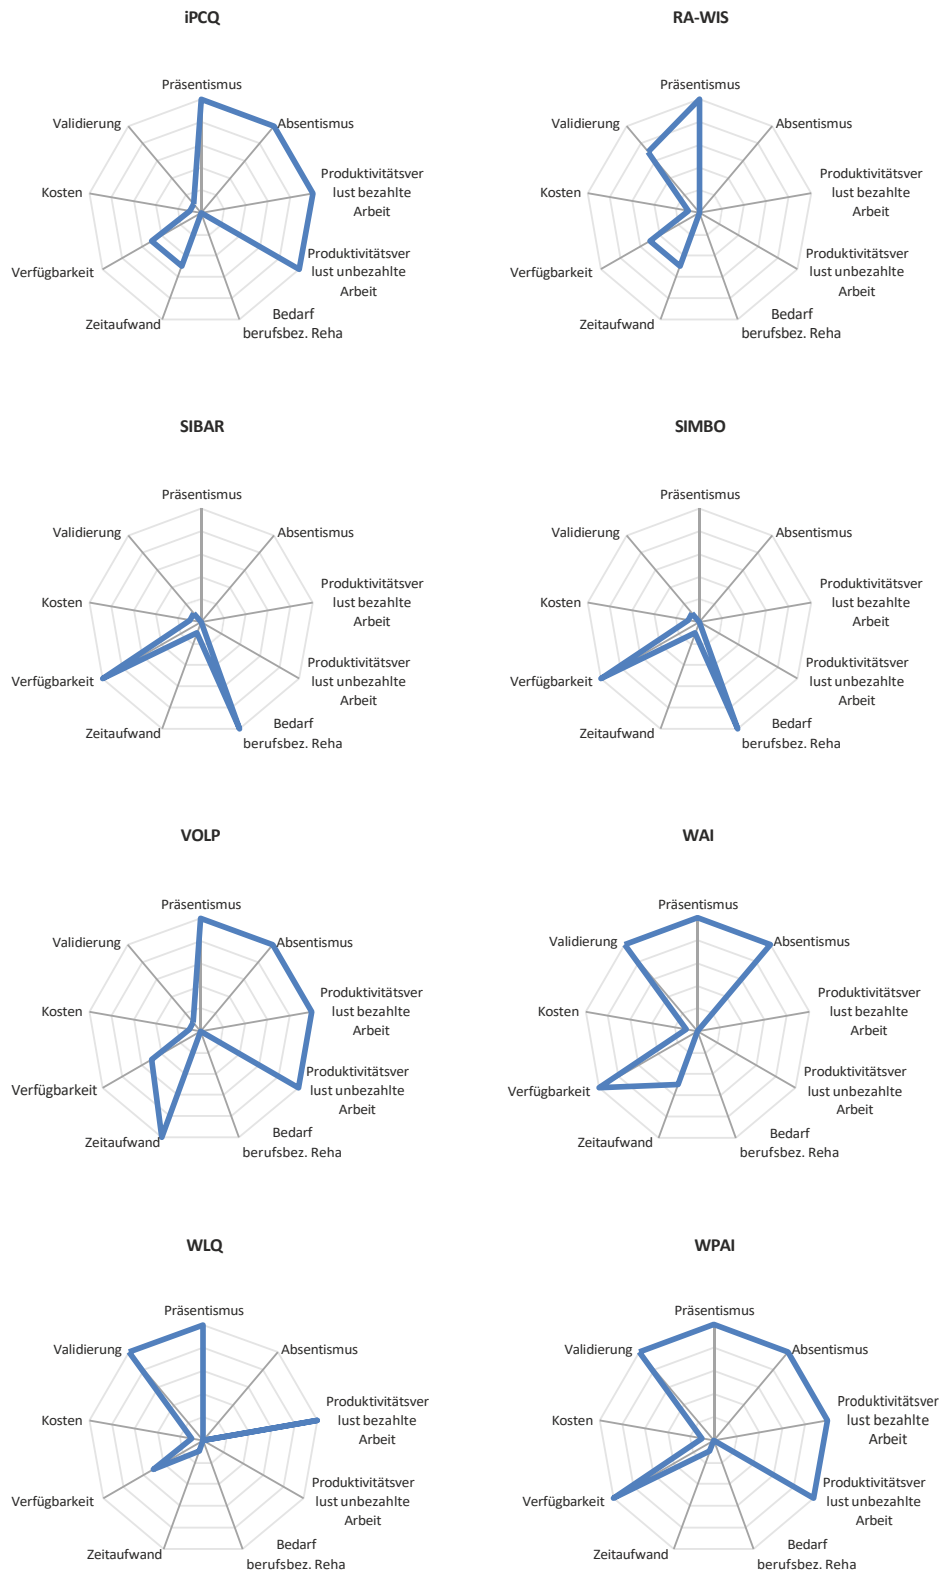 iPCQ
Präsentismus
Absentismus
Produktivitätsver
lust bezahlte
Arbeit
Produktivitätsver
lust unbezahlte
Arbeit
Bedarf
berufsbez. Reha
Zeitaufwand
Verfügbarkeit
Kosten
Validierung
RA-WIS
Präsentismus
Absentismus
Produktivitätsver
lust bezahlte
Arbeit
Produktivitätsver
lust unbezahlte
Arbeit
Bedarf
berufsbez. Reha
Zeitaufwand
Verfügbarkeit
Kosten
Validierung
SIBAR
Präsentismus
Absentismus
Produktivitätsver
lust bezahlte
Arbeit
Produktivitätsver
lust unbezahlte
Arbeit
Bedarf
berufsbez. Reha
Zeitaufwand
Verfügbarkeit
Kosten
Validierung
SIMBO
Präsentismus
Absentismus
Produktivitätsver
lust bezahlte
Arbeit
Produktivitätsver
lust unbezahlte
Arbeit
Bedarf
berufsbez. Reha
Zeitaufwand
Verfügbarkeit
Kosten
Validierung
VOLP
Präsentismus
Absentismus
Produktivitätsver
lust bezahlte
Arbeit
Produktivitätsver
lust unbezahlte
Arbeit
Bedarf
berufsbez. Reha
Zeitaufwand
Verfügbarkeit
Kosten
Validierung
WAI
Präsentismus
Absentismus
Produktivitätsver
lust bezahlte
Arbeit
Produktivitätsver
lust unbezahlte
Arbeit
Bedarf
berufsbez. Reha
Zeitaufwand
Verfügbarkeit
Kosten
Validierung
WLQ
Präsentismus
Absentismus
Produktivitätsver
lust bezahlte
Arbeit
Produktivitätsver
lust unbezahlte
Arbeit
Bedarf
berufsbez. Reha
Zeitaufwand
Verfügbarkeit
Kosten
Validierung
WPAI
Präsentismus
Absentismus
Produktivitätsver
lust bezahlte
Arbeit
Produktivitätsver
lust unbezahlte
Arbeit
Bedarf
berufsbez. Reha
Zeitaufwand
Verfügbarkeit
Kosten
Validierung